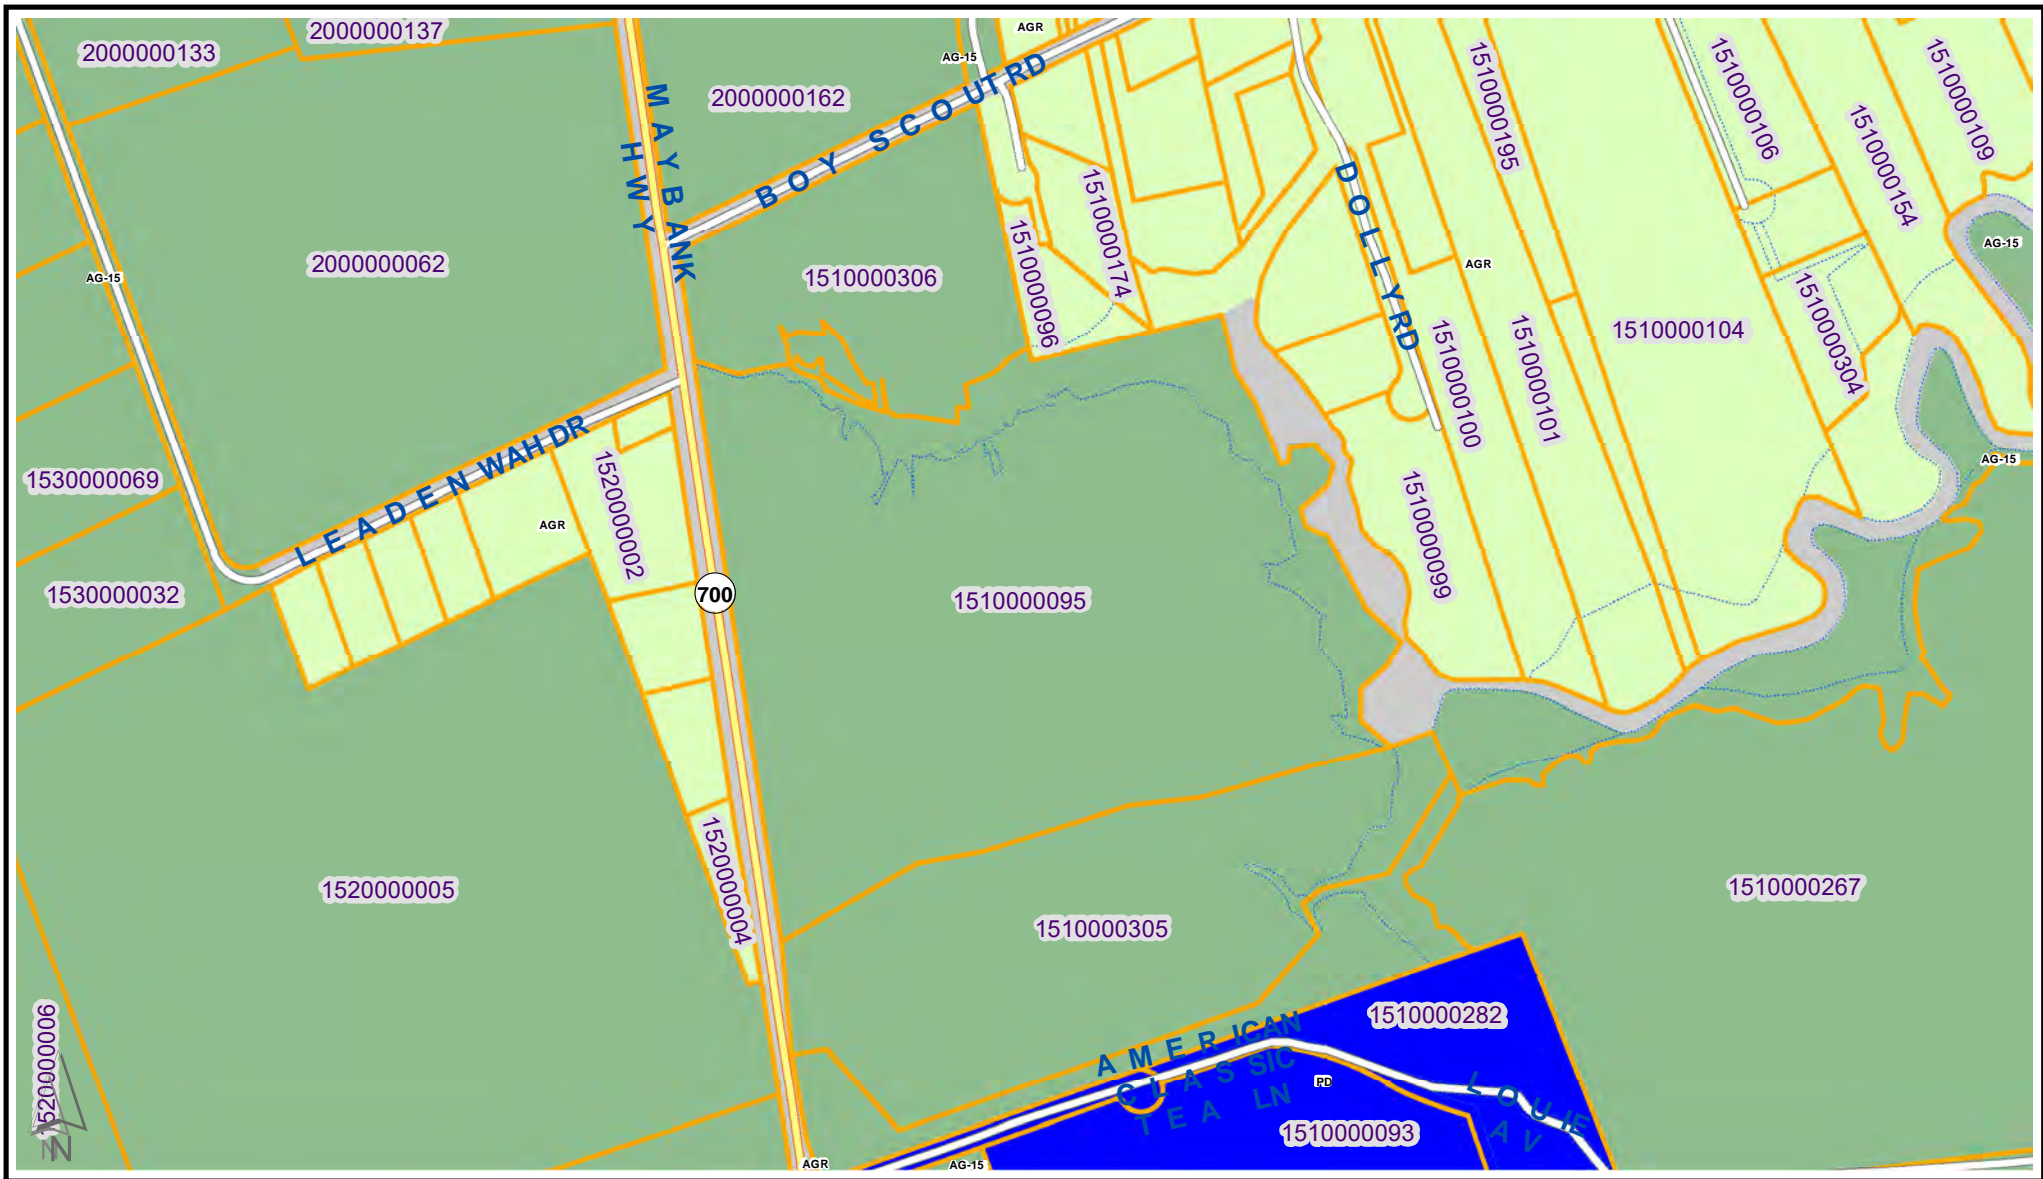 2000000133
2000000137
AGR
AG-15
2000000162
BOY SCOUT RD
MAYBANK
HWY
1510000195
1510000106
1510000109
1510000154
DOLLY RD
AG-15
AG-15
2000000062
1510000306
1510000096
1510000174
AGR
1510000104
1510000304
1510000100
1510000101
AG-15
1530000069
LEADENWAH DR
AGR
1520000002
1510000099
1530000032
700
1510000095
1520000005
1520000004
1510000305
1510000267
1510000282
AMERICAN
CLASSIC
TEA LN
PD
LOUIE
AV
1510000093
1520000006
N
AGR
AG-15